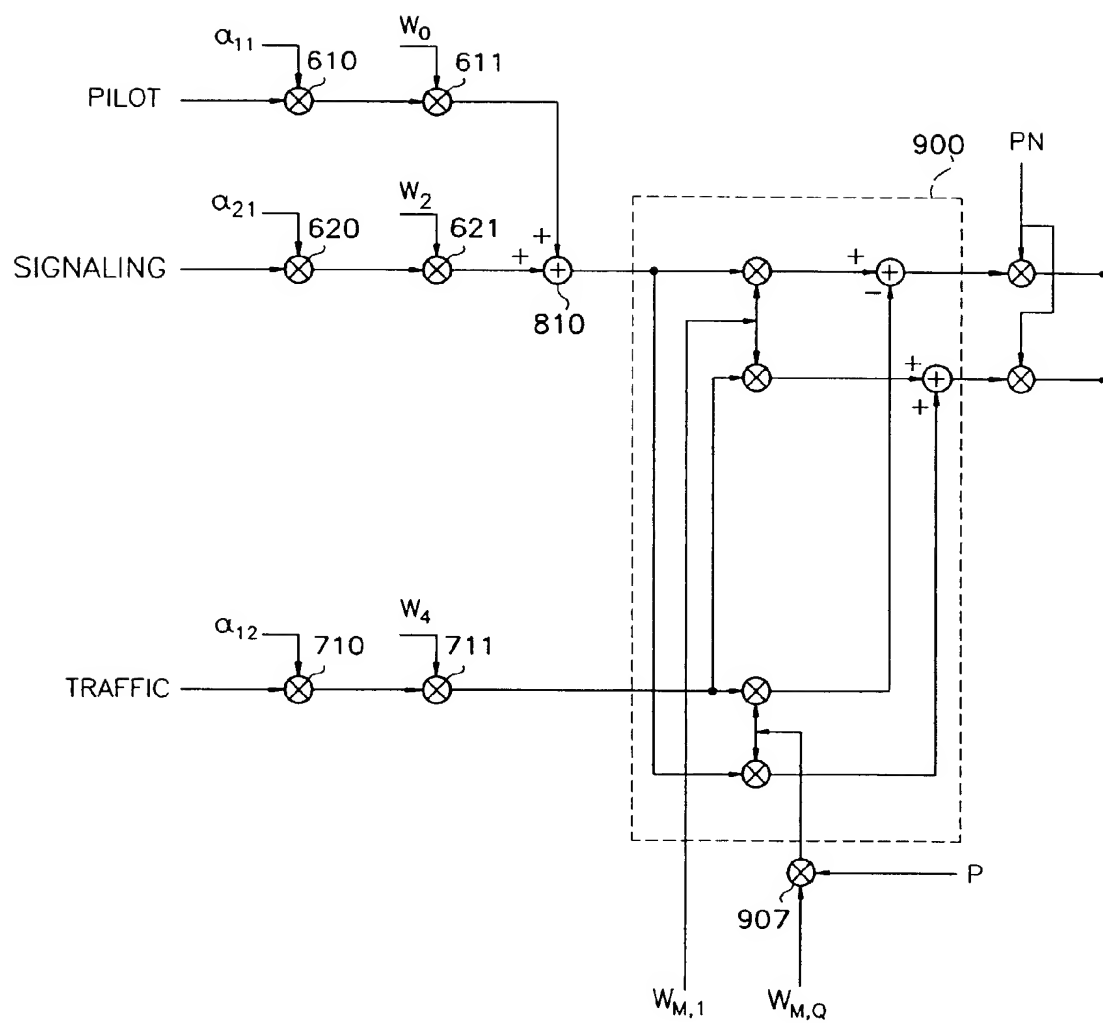 α11
W0
610
611
PILOT
900
PN
α21
W2
620
621
+
SIGNALING
+
+
+
+
−
810
+
+
+
α12
W4
710
711
TRAFFIC
P
907
WM,1
WM,Q